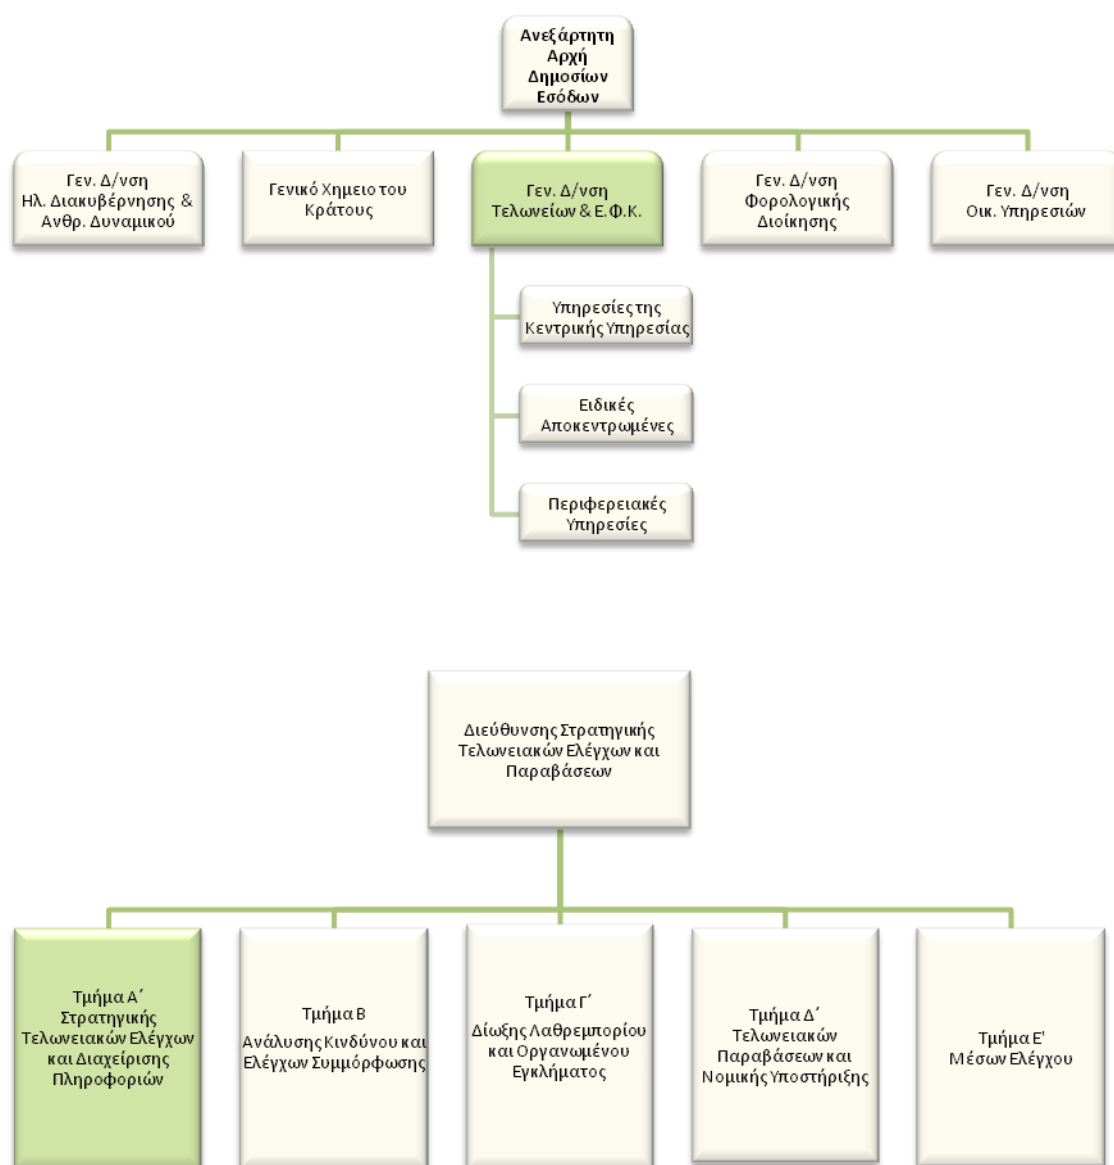 Ανεξάρτητη
Αρχή
Δημοσίων
Εσόδων
Γεν. Δ/νση
Ηλ. Διακυβέρνησης &
Ανθρ. Δυναμικού
Γενικό Χημειο του
Κράτους
Γεν. Δ/νση
Τελωνείων & Ε.Φ.Κ.
Γεν. Δ/νση
Φορολογικής
Διοίκησης
Γεν. Δ/νση
Οικ. Υπηρεσιών
Υπηρεσίες της
Κεντρικής Υπηρεσίας
Ειδικές
Αποκεντρωμένες
Περιφερειακές
Υπηρεσίες
Διεύθυνσης Στρατηγικής
Τελωνειακών Ελέγχων και
Παραβάσεων
Τμήμα Α΄
Στρατηγικής
Τελωνειακών Ελέγχων
και Διαχείρισης
Πληροφοριών
Τμήμα Β
Ανάλυσης Κινδύνου και
Ελέγχων Συμμόρφωσης
Τμήμα Γ΄
Δίωξης Λαθρεμπορίου
και Οργανωμένου
Εγκλήματος
Τμήμα Δ΄
Τελωνειακών
Παραβάσεων και
Νομικής Υποστήριξης
Τμήμα Ε'
Μέσων Ελέγχου